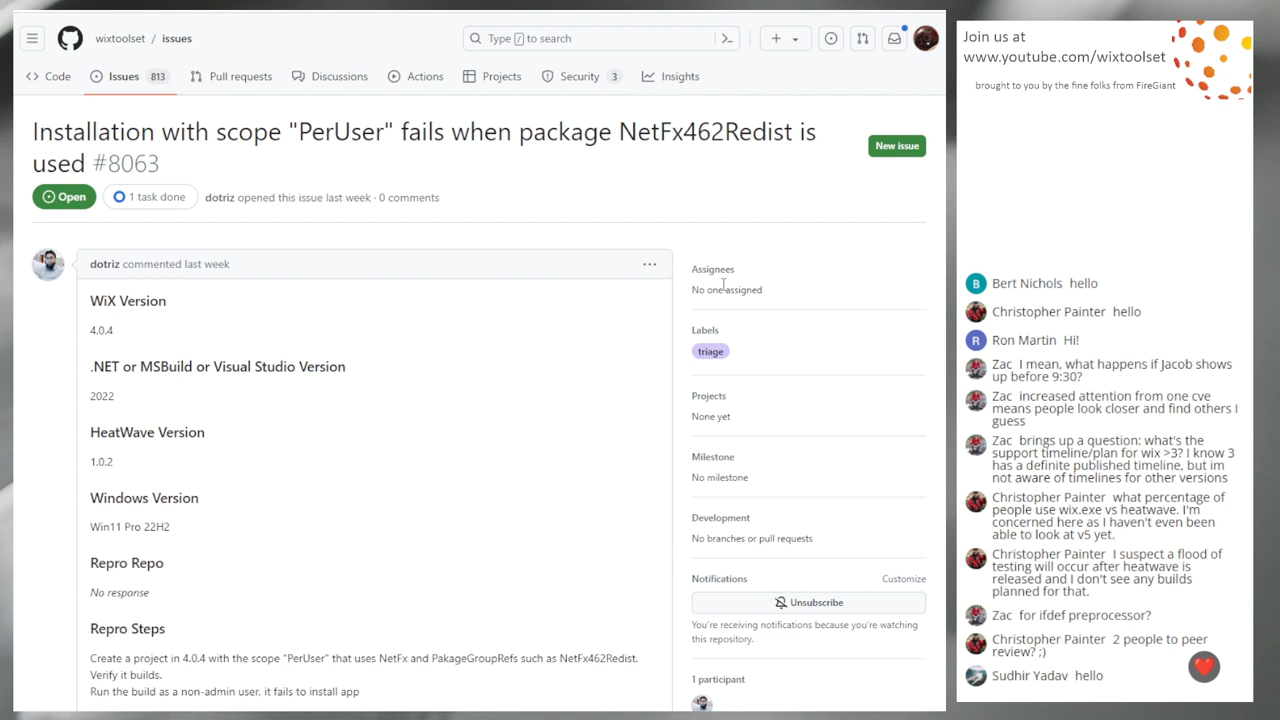 wixtoolset / issues
Type / to search
Code
Issues 813
Pull requests
Discussions
Actions
Projects
Security 3
Insights
Installation with scope "PerUser" fails when package NetFx462Redist is
used #8063
New issue
Open
1 task done
dotriz opened this issue last week · 0 comments
dotriz commented last week
WiX Version
4.0.4
.NET or MSBuild or Visual Studio Version
2022
HeatWave Version
1.0.2
Windows Version
Win11 Pro 22H2
Repro Repo
No response
Repro Steps
Create a project in 4.0.4 with the scope "PerUser" that uses NetFx and PakageGroupRefs such as NetFx462Redist.
Verify it builds.
Run the build as a non-admin user, it fails to install app
Assignees
No one assigned
Labels
triage
Projects
None yet
Milestone
No milestone
Development
No branches or pull requests
Notifications
Customize
Unsubscribe
You're receiving notifications because you're watching
this repository.
1 participant
Join us at
www.youtube.com/wixtoolset
brought to you by the fine folks from FireGiant
B Bert Nichols hello
Christopher Painter hello
R Ron Martin Hi!
Zac I mean, what happens if Jacob shows
up before 9:30?
Zac increased attention from one cve
means people look closer and find others I
guess
Zac brings up a question: what's the
support timeline/plan for wix >3? I know 3
has a definite published timeline, but im
not aware of timelines for other versions
Christopher Painter what percentage of
people use wix.exe vs heatwave. I'm
concerned here as I haven't even been
able to look at v5 yet.
Christopher Painter I suspect a flood of
testing will occur after heatwave is
released and I don't see any builds
planned for that.
Zac for ifdef preprocessor?
Christopher Painter 2 people to peer
review? ;)
Sudhir Yadav hello